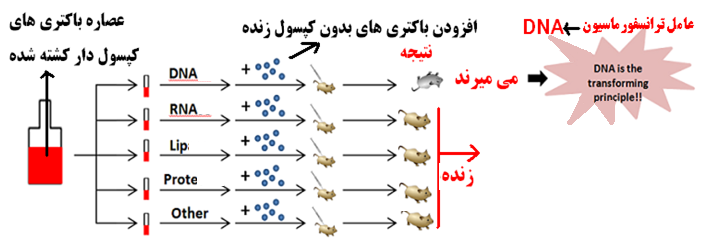 عصاره باکتری های
کپسول دار کشته شده
افزودن باکتری های بدون کپسول زنده
نتیجه
DNA
RNA
Lip
Prote
Other
+
+
+
+
+
می میرند
زنده
عامل ترانسفورماسیون
DNA
DNA is the
transforming
principle!!